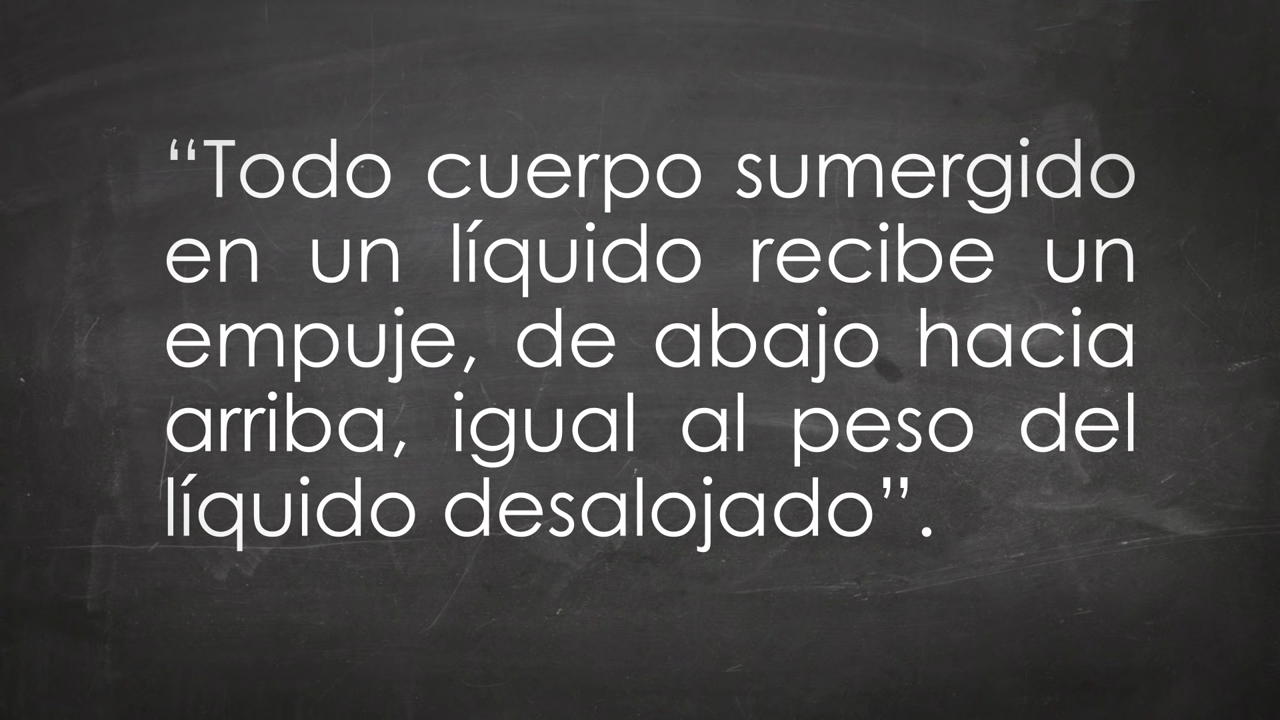 “Todo cuerpo sumergido
en un líquido recibe un
empuje, de abajo hacia
arriba, igual al peso del
líquido desalojado”.